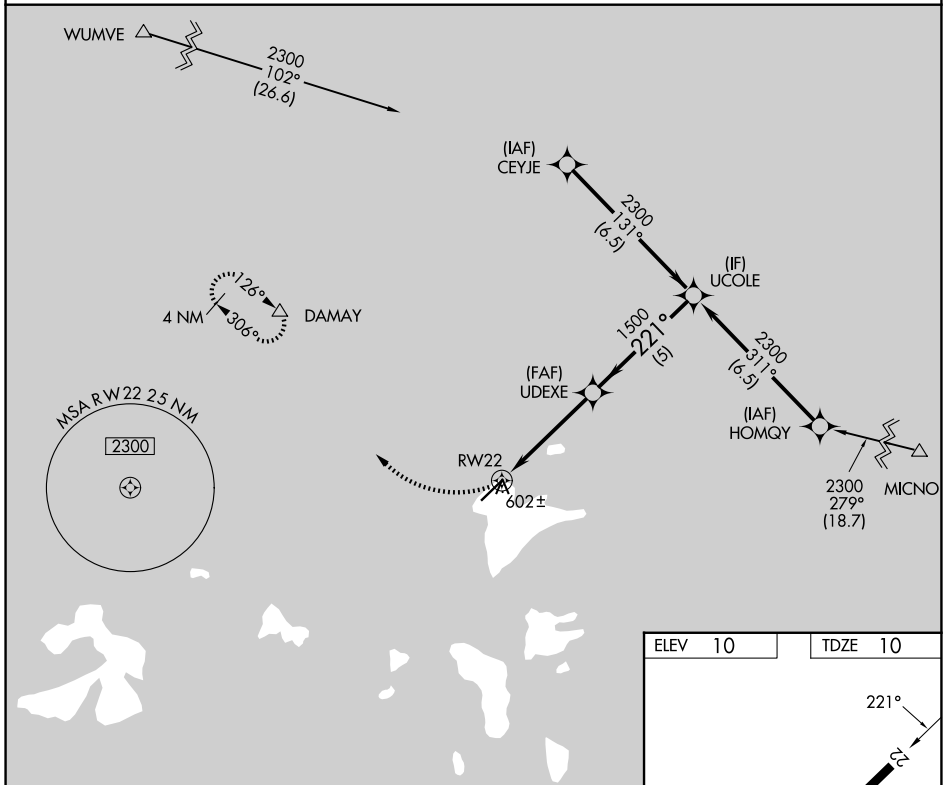 WUMVE
2300
102°
(26.6)
(IAF)
CEYJE
2300
131°
(6.5)
(IF)
UCOLE
126°
4 NM
306°
DAMAY
1500
221°
(5)
2300
311°
(6.5)
(FAF)
UDEXE
(IAF)
HOMQY
MSA RW22 25 NM
2300
RW22
602±
2300
279°
(18.7)
MICNO
ELEV 10
TDZE 10
221°
22